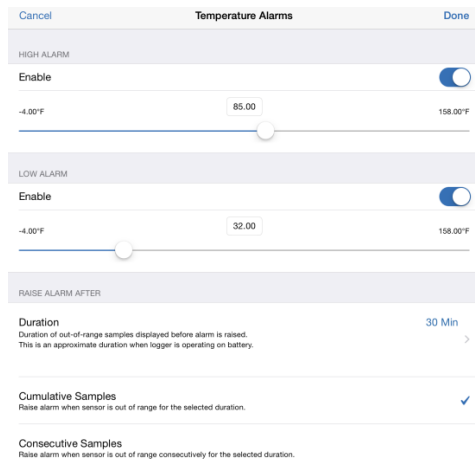 Cancel Temperature Alarms Done
HIGH ALARM
Enable
85.00
-4.00°F 158.00°F
LOW ALARM
Enable
32.00
-4.00°F 158.00°F
RAISE ALARM AFTER
Duration 30 Min
Duration of out-of-range samples displayed before alarm is raised.
This is an approximate duration when logger is operating on battery.
Cumulative Samples
Raise alarm when sensor is out of range for the selected duration.
Consecutive Samples
Raise alarm when sensor is out of range consecutively for the selected duration.